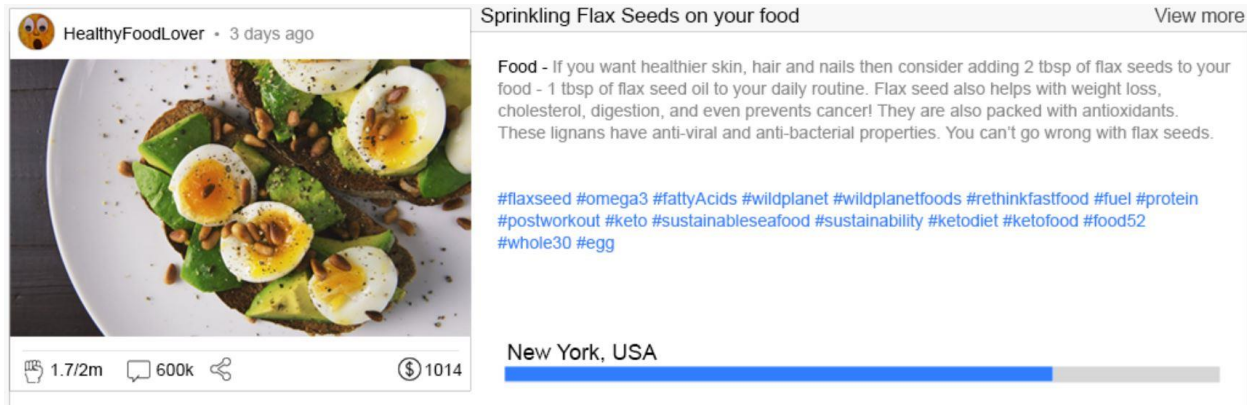 Sprinkling Flax Seeds on your food
View more
HealthyFoodLover • 3 days ago
Food - If you want healthier skin, hair and nails then consider adding 2 tbsp of flax seeds to your
food - 1 tbsp of flax seed oil to your daily routine. Flax seed also helps with weight loss,
cholesterol, digestion, and even prevents cancer! They are also packed with antioxidants.
These lignans have anti-viral and anti-bacterial properties. You can't go wrong with flax seeds.
#flaxseed #omega3 #fattyAcids #wildplanet #wildplanetfoods #rethinkfastfood #fuel #protein
#postworkout #keto #sustainableseafood #sustainability #ketodiet #ketofood #food52
#whole30 #egg
New York, USA
1.7/2m 600k $ 1014